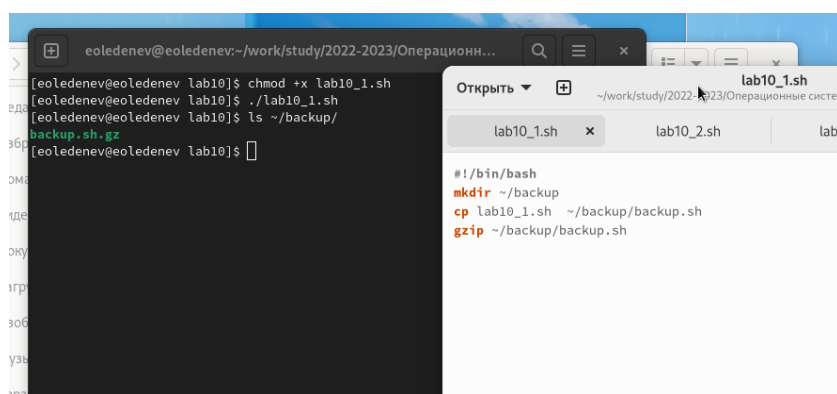 eoledenev@eoledenev:~/work/study/2022-2023/Операционн...
[eoledenev@eoledenev lab10]$ chmod +x lab10_1.sh
[eoledenev@eoledenev lab10]$ ./lab10_1.sh
[eoledenev@eoledenev lab10]$ ls ~/backup/
backup.sh.gz
[eoledenev@eoledenev lab10]$
Открыть
lab10_1.sh
~/work/study/2022-2023/Операционные систе
lab10_1.sh
lab10_2.sh
lab
#!/bin/bash
mkdir ~/backup
cp lab10_1.sh  ~/backup/backup.sh
gzip ~/backup/backup.sh